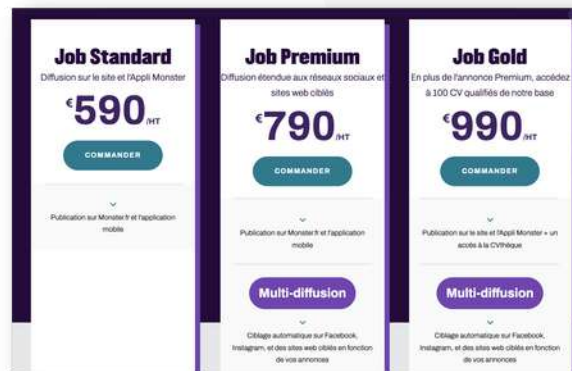 Job Standard
Diffusion sur le site et l'Appli Monster
€590/HT
COMMANDER
Publication sur Monster.fr et l'application
mobile
Job Premium
Diffusion étendue aux réseaux sociaux et
sites web ciblés
€790/HT
COMMANDER
Publication sur Monster.fr et l'application
mobile
Multi-diffusion
Ciblage automatique sur Facebook,
Instagram, et des sites web ciblés en fonction
de vos annonces
Job Gold
En plus de l'annonce Premium, accédez
à 100 CV qualifiés de notre base
€990/HT
COMMANDER
Publication sur le site et l'Appli Monster + un
accès à la CVthèque
Multi-diffusion
Ciblage automatique sur Facebook,
Instagram, et des sites web ciblés en fonction
de vos annonces